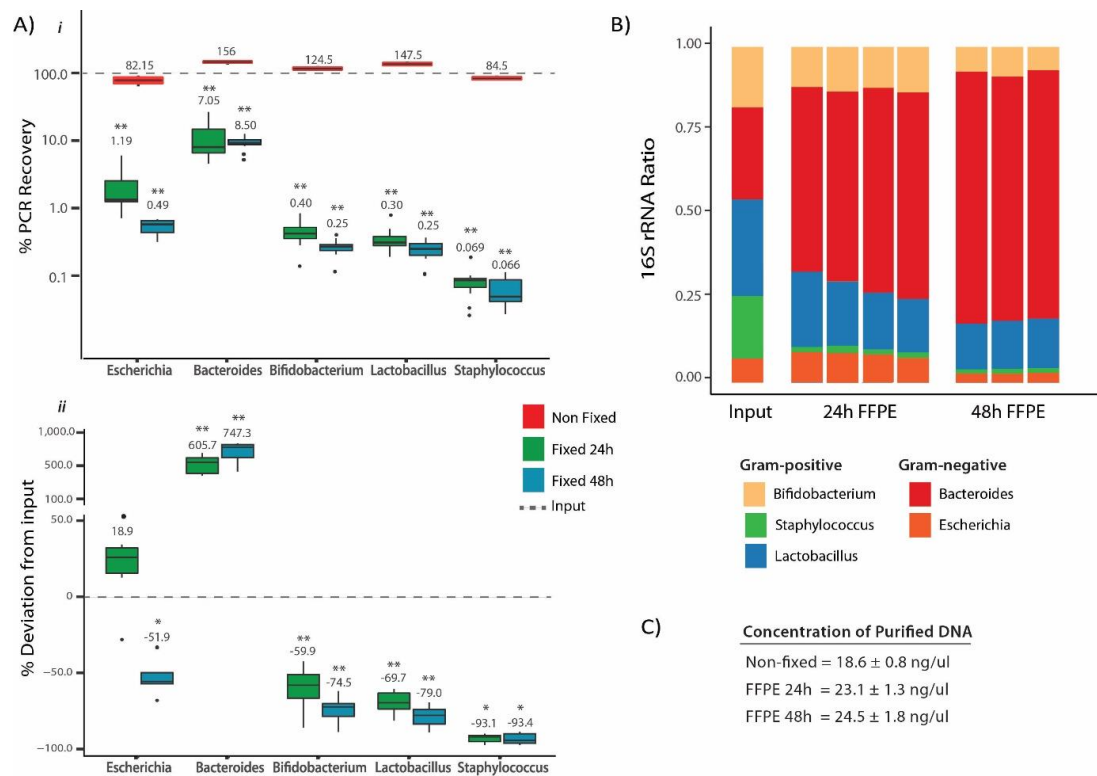 A)
i
% PCR Recovery
100.0
10.0
1.0
0.1
82.15
156
124.5
147.5
84.5
**
1.19
**
0.49
**
7.05
**
8.50
**
0.40
**
0.25
**
0.30
**
0.25
**
0.069
**
0.066
Escherichia Bacteroides Bifidobacterium Lactobacillus Staphylococcus
ii
% Deviation from input
1,000.0
500.0
100.0
50.0
0
−50.0
−100.0
18.9
*
-51.9
**
605.7
**
747.3
**
-59.9
**
-74.5
**
-69.7
**
-79.0
*
-93.1
*
-93.4
Non Fixed
Fixed 24h
Fixed 48h
Input
Escherichia Bacteroides Bifidobacterium Lactobacillus Staphylococcus
B)
16S rRNA Ratio
1.00
0.75
0.50
0.25
0.00
Input 24h FFPE 48h FFPE
Gram-positive Gram-negative
Bifidobacterium Bacteroides
Staphylococcus Escherichia
Lactobacillus
C)
Concentration of Purified DNA
Non-fixed = 18.6 ± 0.8 ng/ul
FFPE 24h = 23.1 ± 1.3 ng/ul
FFPE 48h = 24.5 ± 1.8 ng/ul